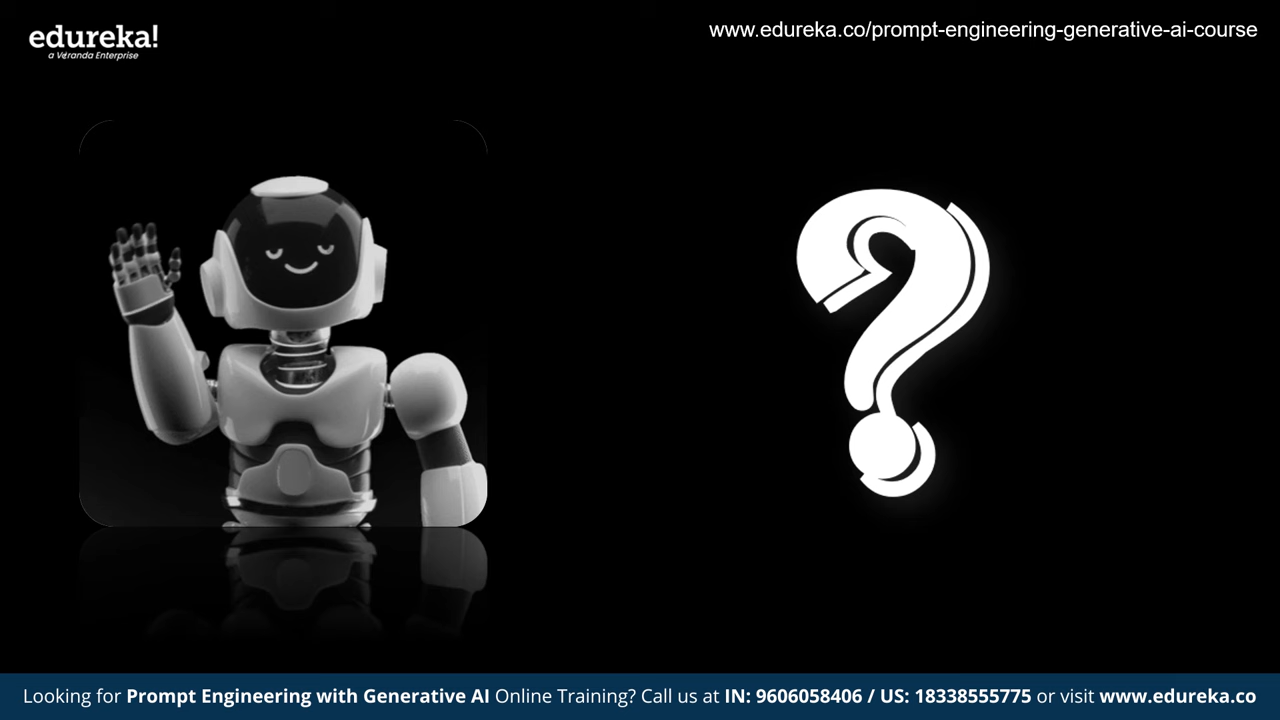 edureka!
a Veranda Enterprise
www.edureka.co/prompt-engineering-generative-ai-course
?
Looking for Prompt Engineering with Generative AI Online Training? Call us at IN: 9606058406 / US: 18338555775 or visit www.edureka.co